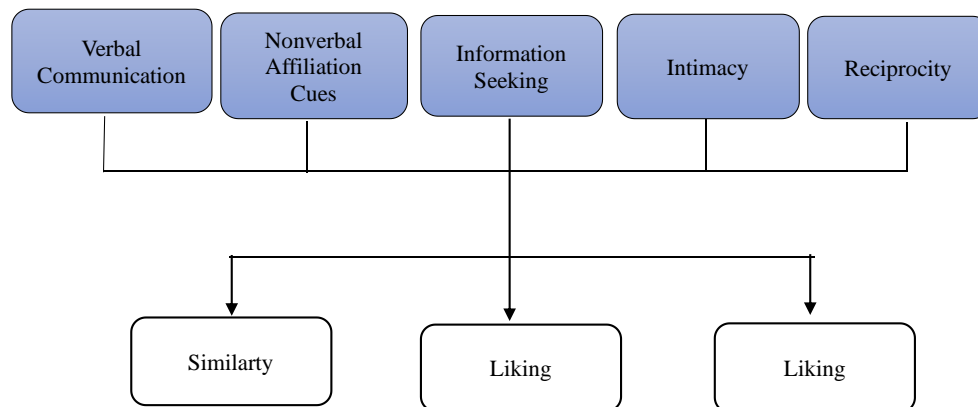 Verbal
Communication
Nonverbal
Affiliation
Cues
Information
Seeking
Intimacy
Reciprocity
Similarty
Liking
Liking